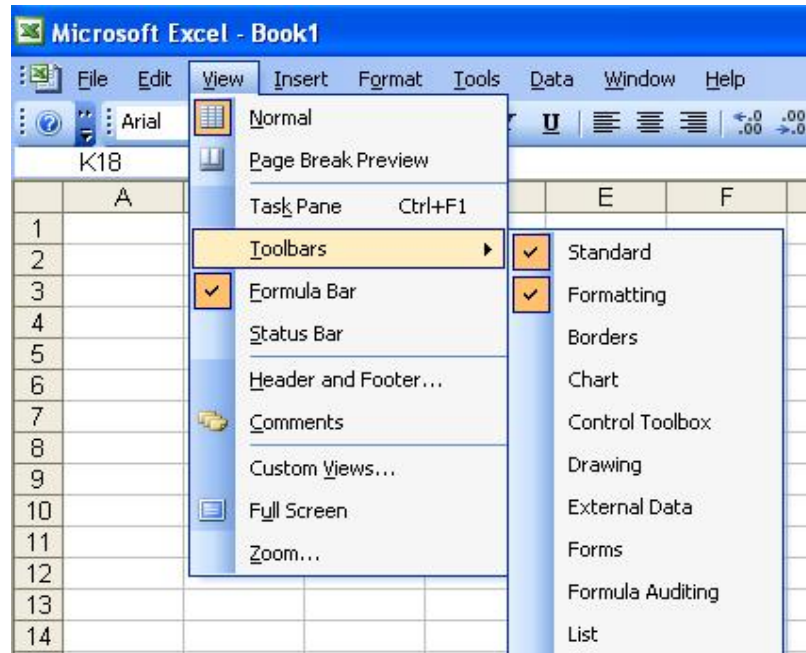 Microsoft Excel - Book1
File Edit View Insert Format Tools Data Window Help
Arial U
K18
A E F
Normal
Page Break Preview
Task Pane Ctrl+F1
Toolbars
Formula Bar
Status Bar
Header and Footer...
Comments
Custom Views...
Full Screen
Zoom...
Standard
Formatting
Borders
Chart
Control Toolbox
Drawing
External Data
Forms
Formula Auditing
List
1
2
3
4
5
6
7
8
9
10
11
12
13
14